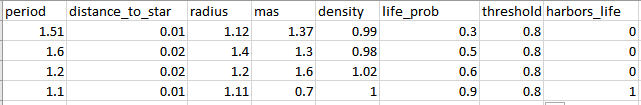 period distance_to_star radius mas density life_prob threshold harbors_life
1.51 0.01 1.12 1.37 0.99 0.3 0.8 0
1.6 0.02 1.4 1.3 0.98 0.5 0.8 0
1.2 0.02 1.2 1.6 1.02 0.6 0.8 0
1.1 0.01 1.11 0.7 1 0.9 0.8 1